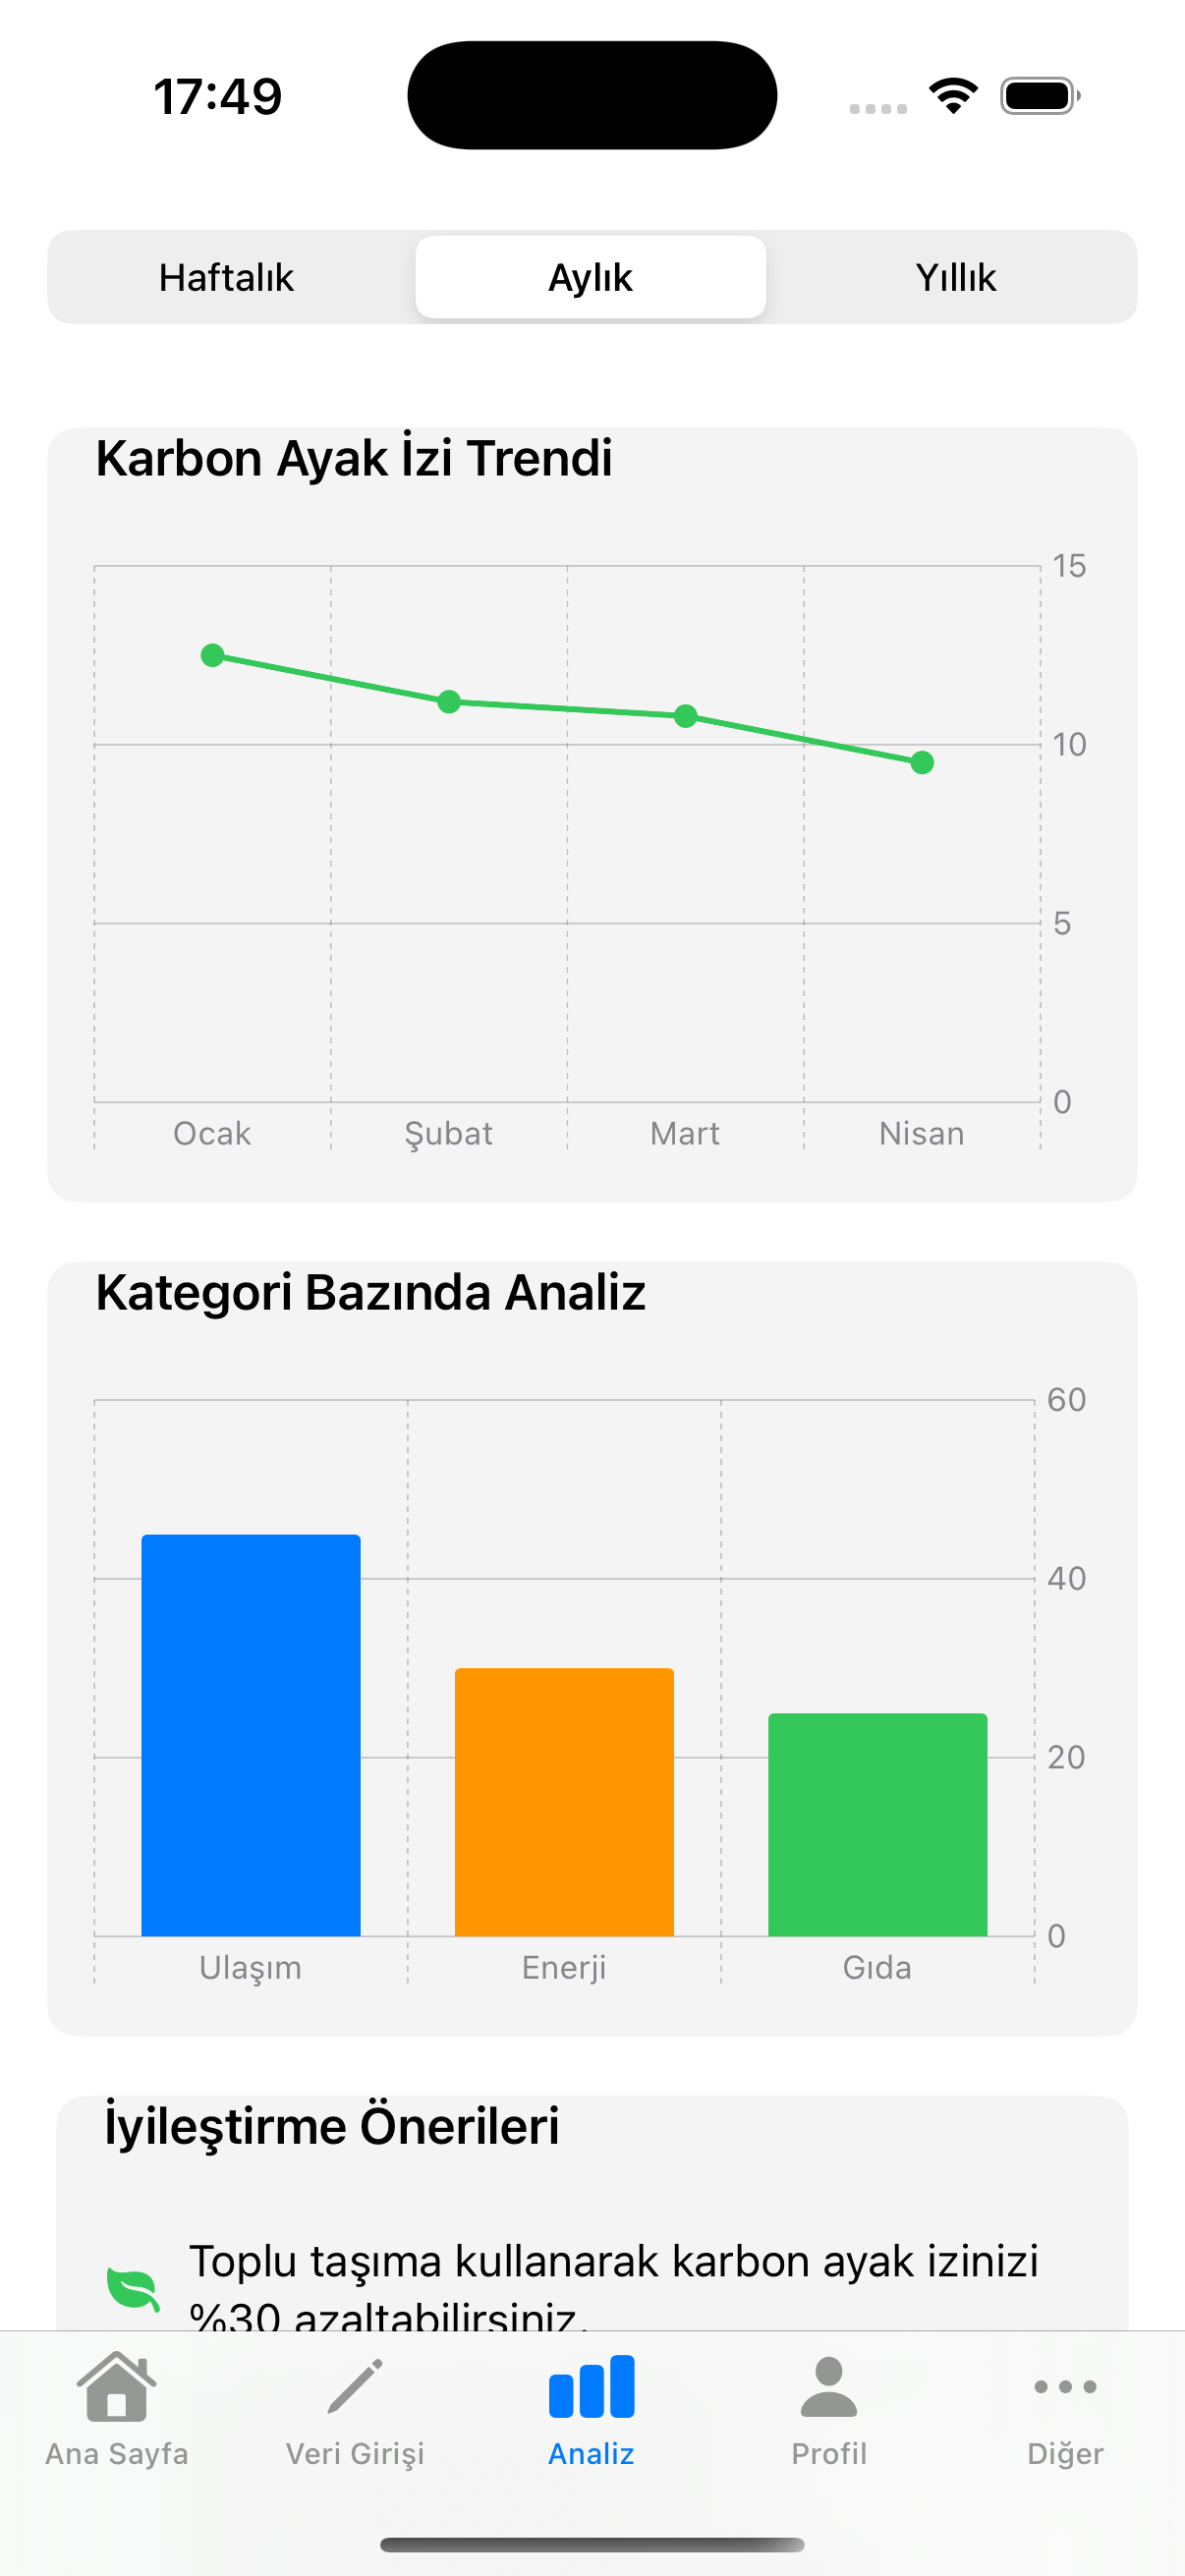 17:49
Haftalık
Aylık
Yıllık
Karbon Ayak İzi Trendi
15
10
5
0
Ocak
Şubat
Mart
Nisan
Kategori Bazında Analiz
60
40
20
0
Ulaşım
Enerji
Gıda
İyileştirme Önerileri
Toplu taşıma kullanarak karbon ayak izinizi
%30 azaltabilirsiniz.
Ana Sayfa
Veri Girişi
Analiz
Profil
Diğer